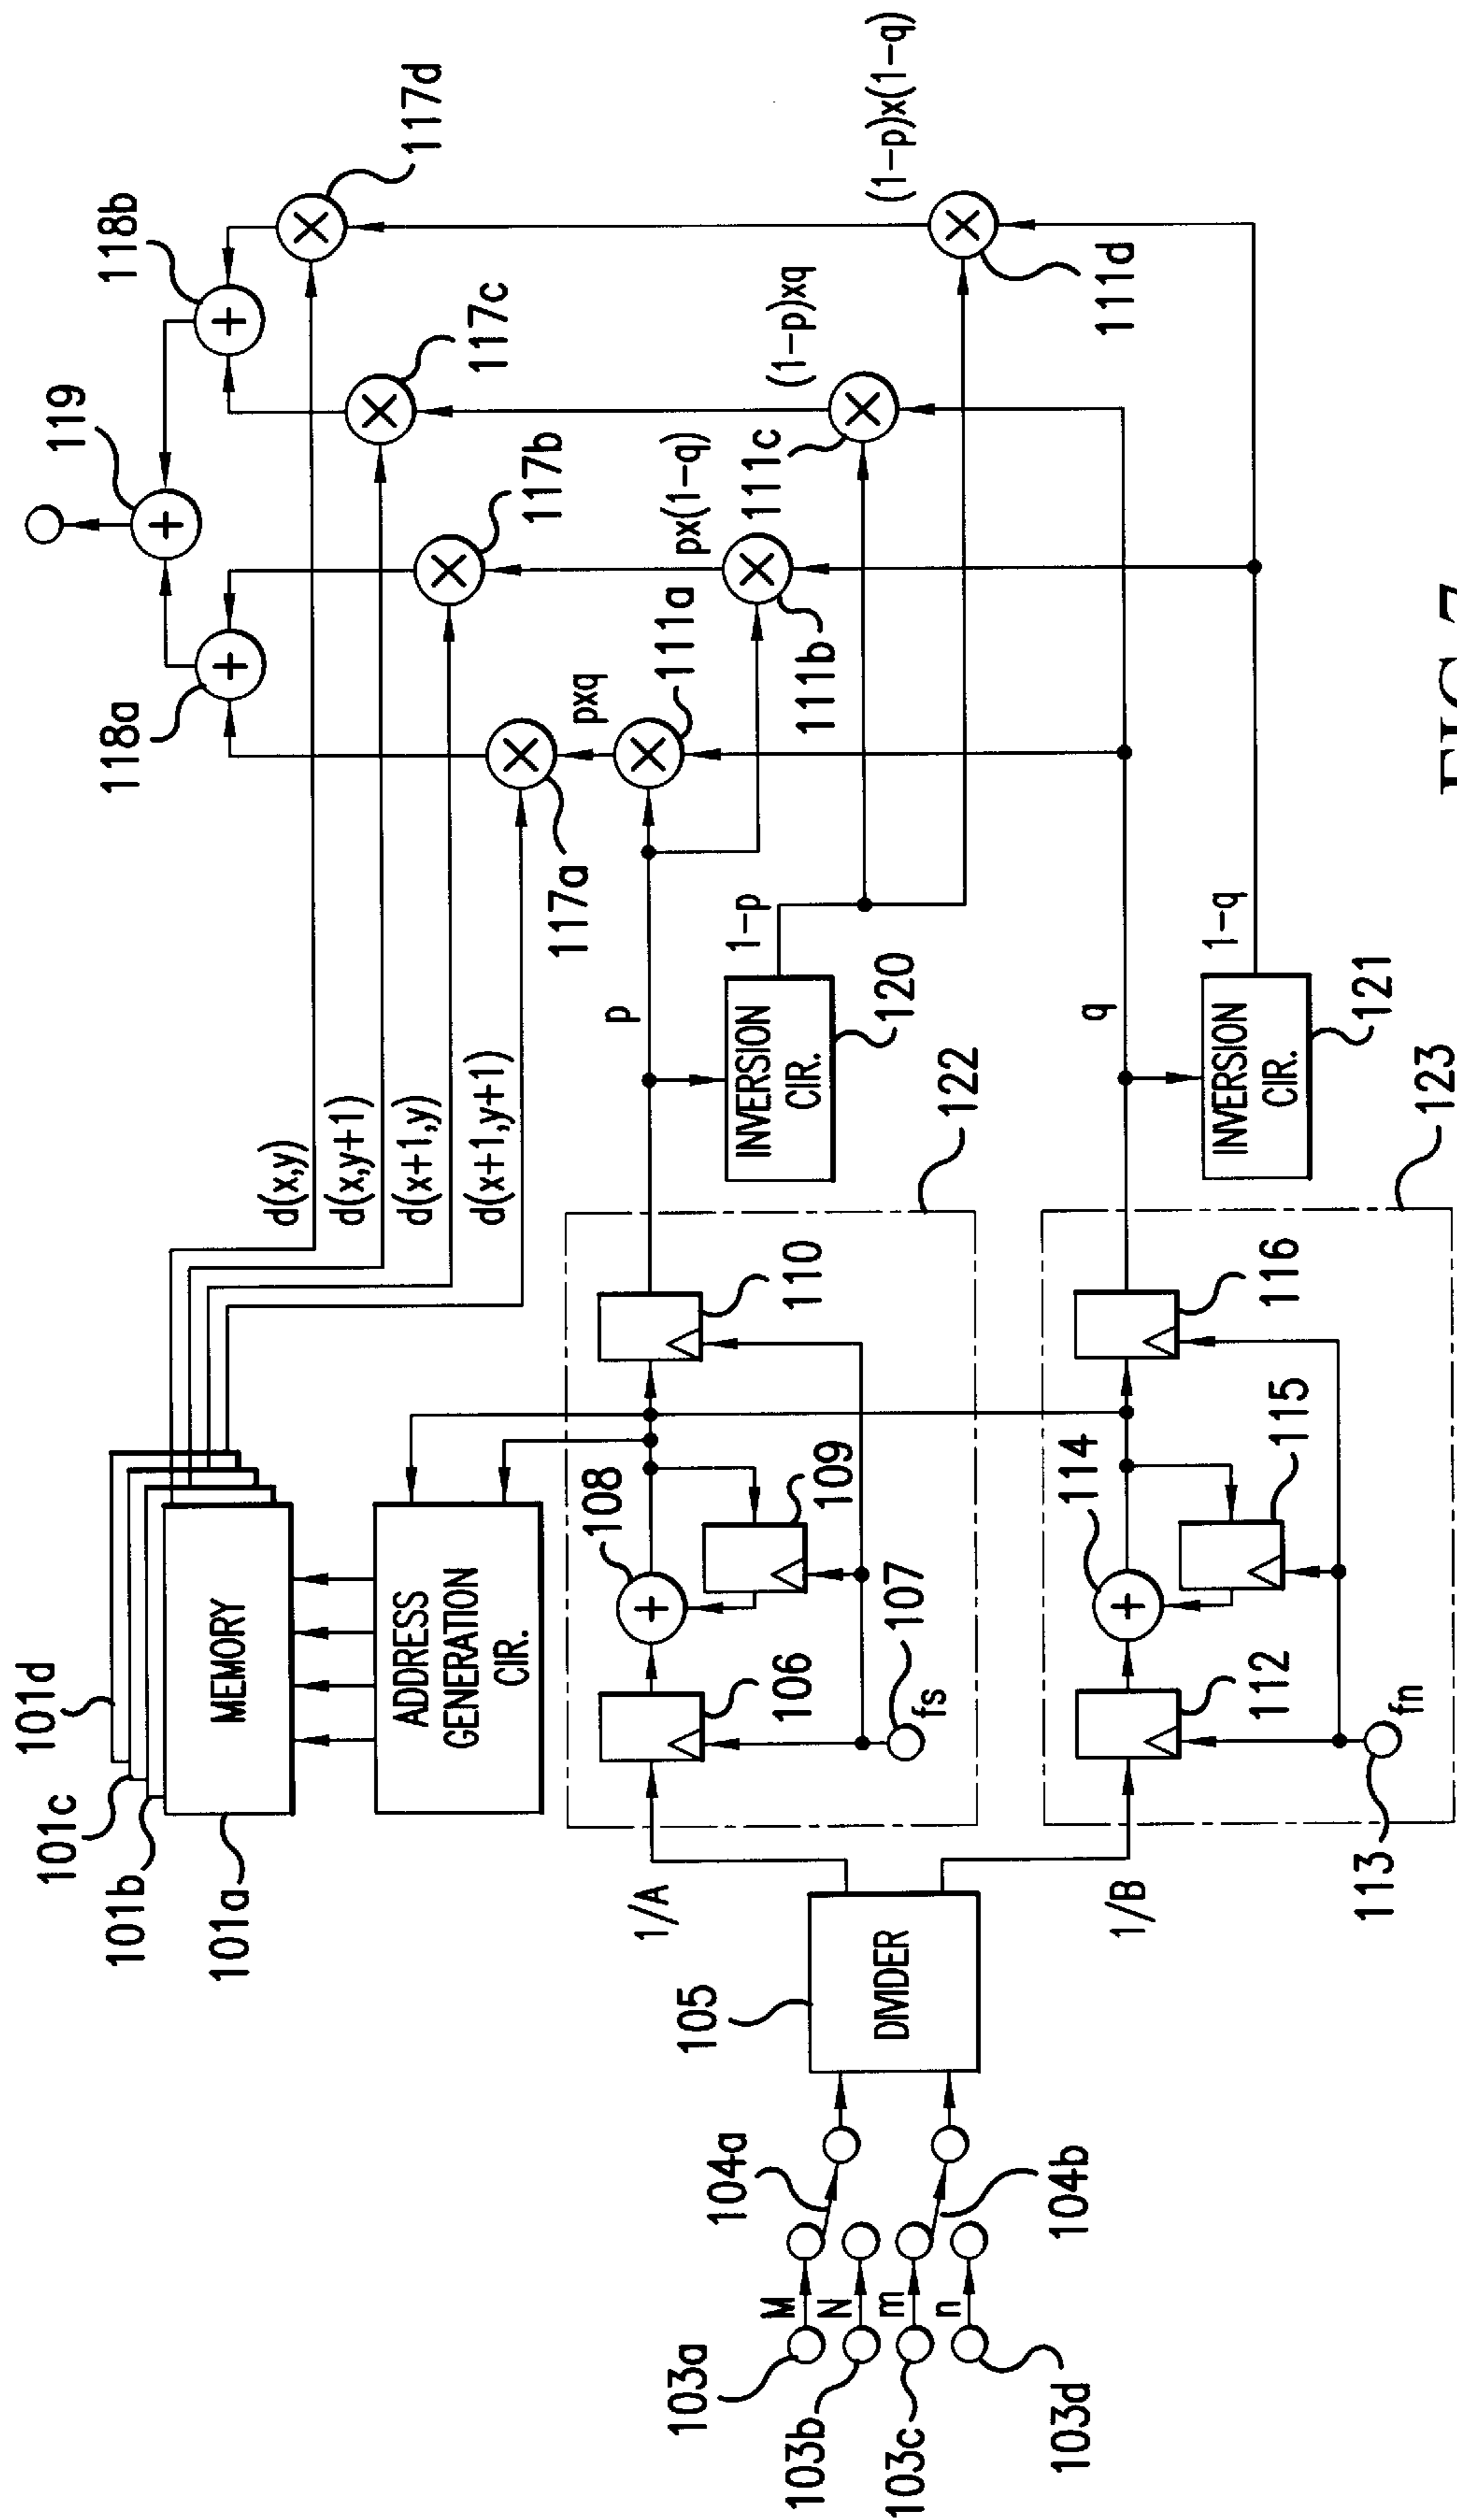 101d
101c
101b
101a
MEMORY
ADDRESS
GENERATION
CIR.
d(x,y)
d(x,y+1)
d(x+1,y)
d(x+1,y+1)
118a
119
118b
117a
117b
117c
117d
pxq
px(1-q)
(1-p)xq
(1-p)x(1-q)
111a
111b
111c
111d
103a
103b
103c
103d
M
N
m
n
104a
104b
105
DIVIDER
1/A
1/B
106
107
fs
108
109
110
p
1-p
INVERSION
CIR.
120
122
112
113
fn
114
115
116
q
1-q
INVERSION
CIR.
121
123